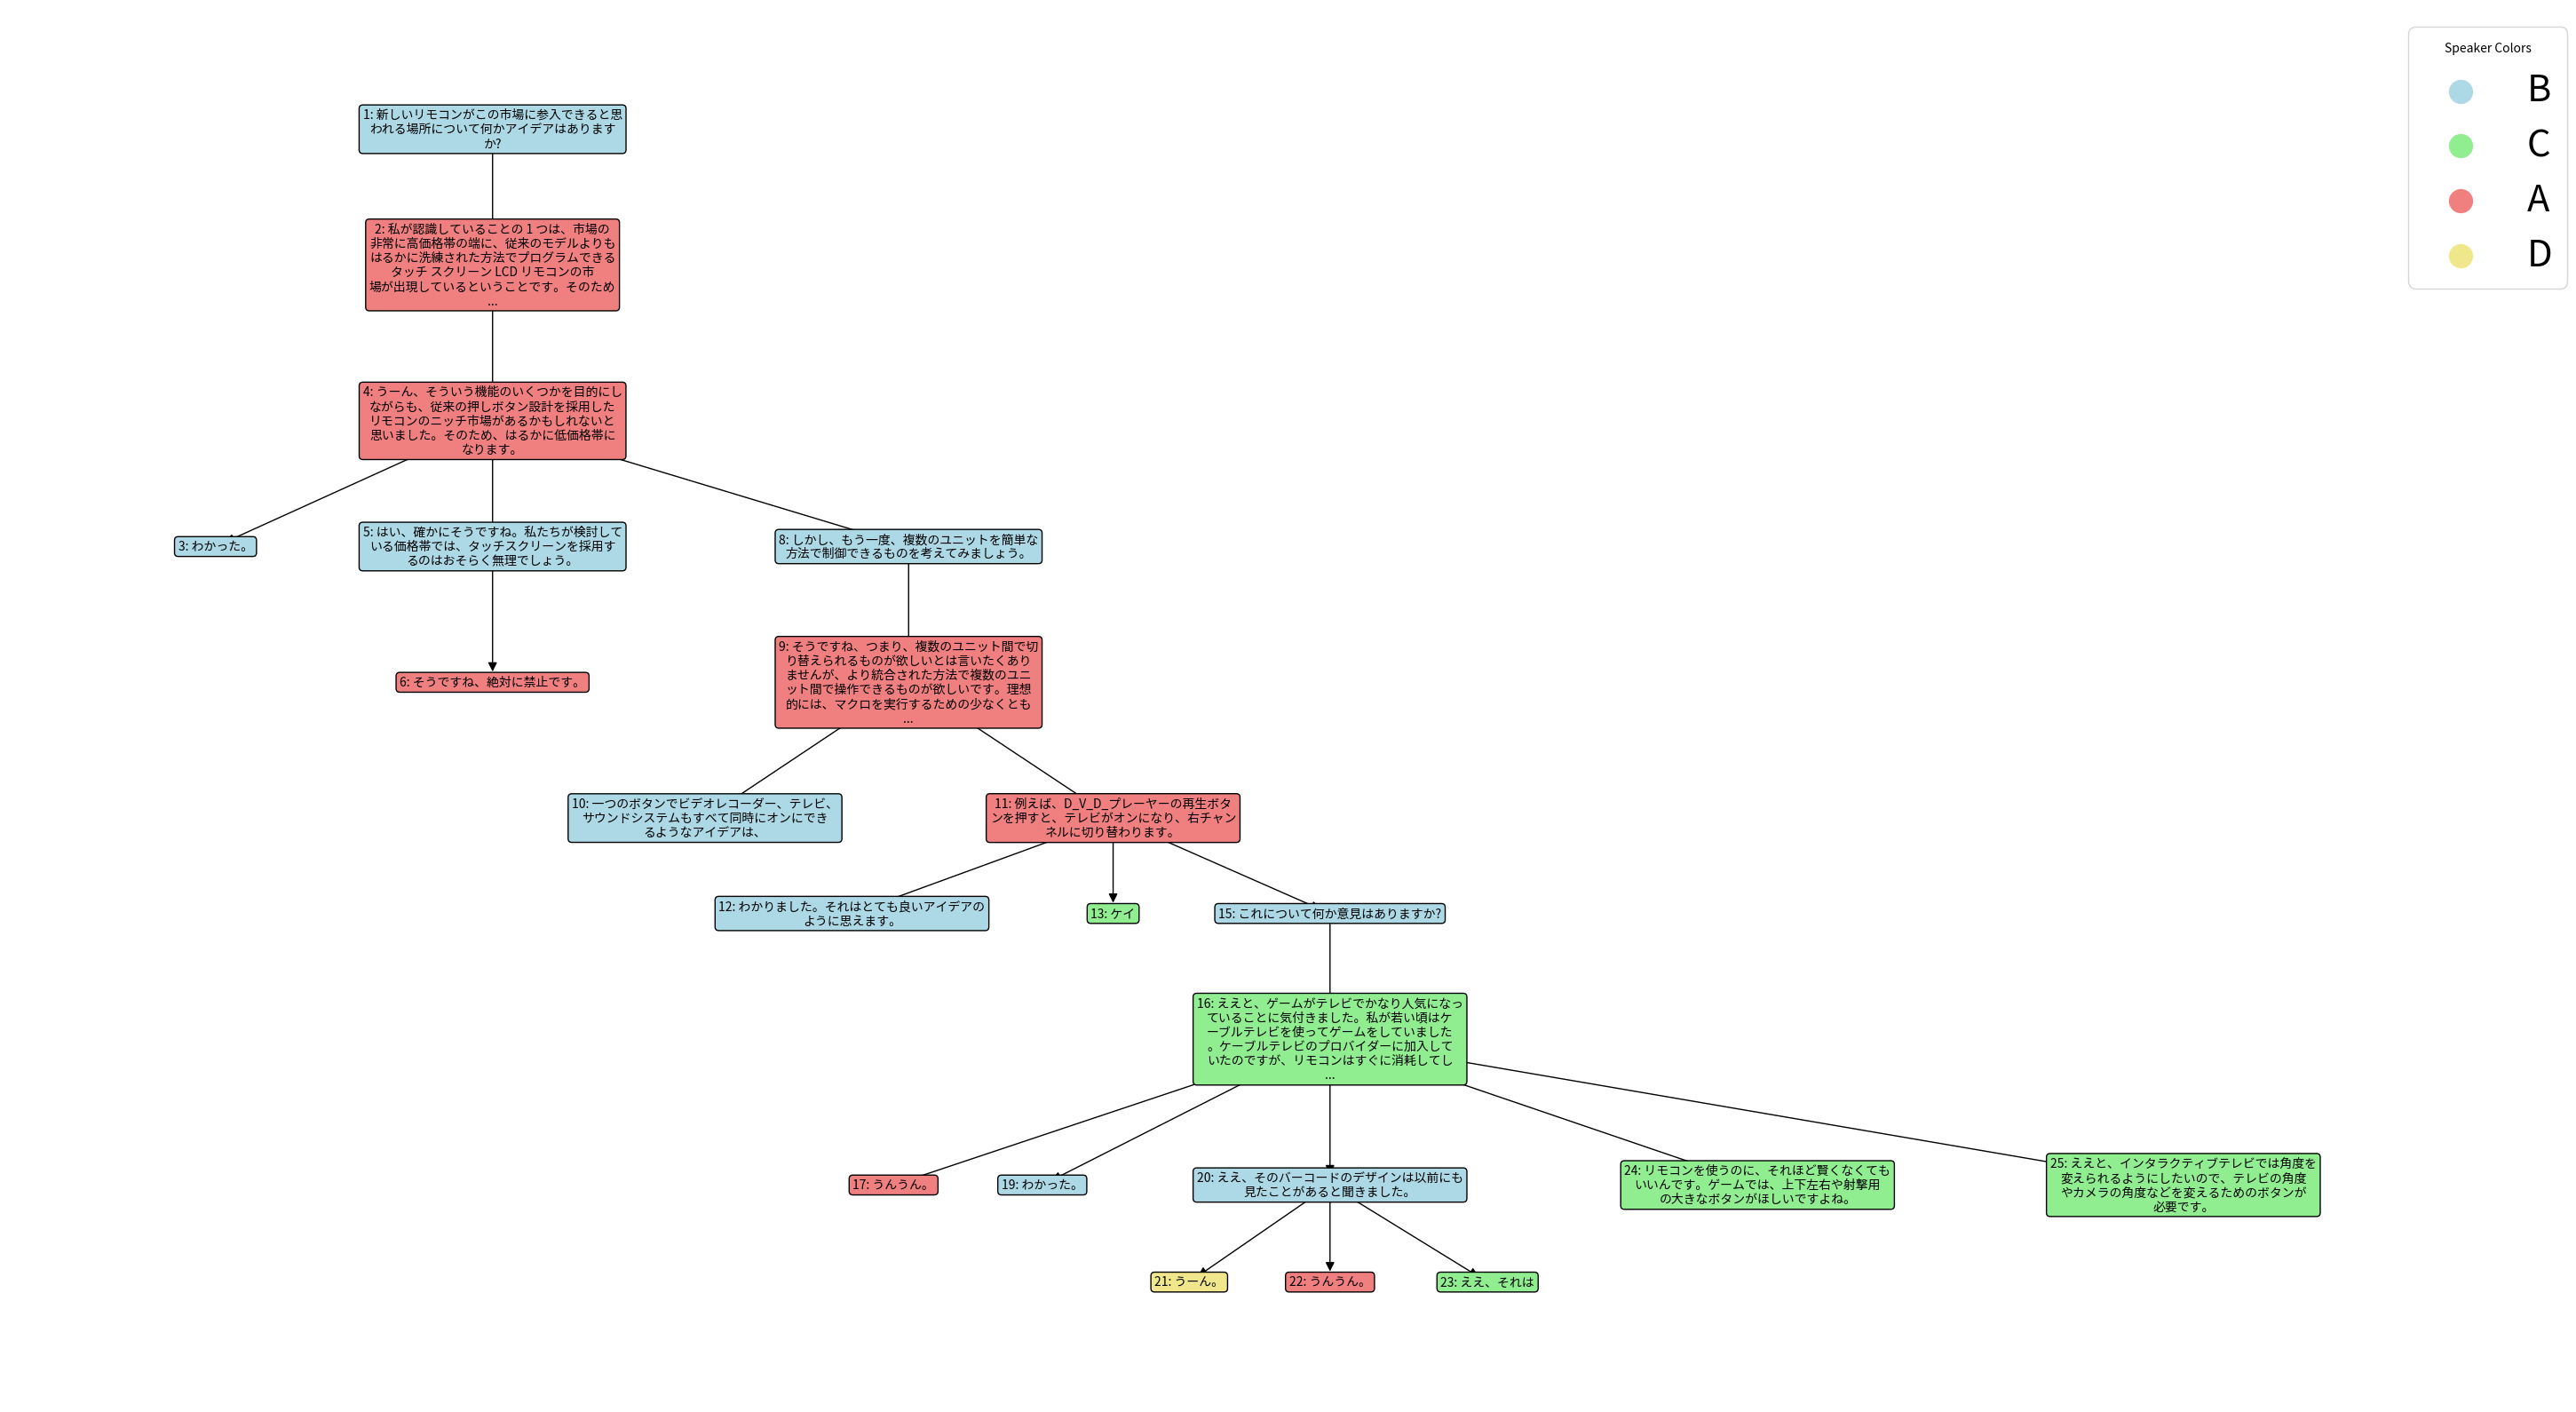 Speaker Colors
B
C
A
D
1: 新しいリモコンがこの市場に参入できると思
われる場所について何かアイデアはあります
か?
2: 私が認識していることの 1 つは、市場の
非常に高価格帯の端に、従来のモデルよりも
はるかに洗練された方法でプログラムできる
タッチ スクリーン LCD リモコンの市
場が出現しているということです。そのため
...
4: うーん、そういう機能のいくつかを目的にし
ながらも、従来の押しボタン設計を採用した
リモコンのニッチ市場があるかもしれないと
思いました。そのため、はるかに低価格帯に
なります。
3: わかった。
5: はい、確かにそうですね。私たちが検討して
いる価格帯では、タッチスクリーンを採用す
るのはおそらく無理でしょう。
8: しかし、もう一度、複数のユニットを簡単な
方法で制御できるものを考えてみましょう。
6: そうですね、絶対に禁止です。
9: そうですね、つまり、複数のユニット間で切
り替えられるものが欲しいとは言いたくあり
ませんが、より統合された方法で複数のユニ
ット間で操作できるものが欲しいです。理想
的には、マクロを実行するための少なくとも
...
10: 一つのボタンでビデオレコーダー、テレビ、
サウンドシステムもすべて同時にオンにでき
るようなアイデアは、
11: 例えば、D_V_D_プレーヤーの再生ボタ
ンを押すと、テレビがオンになり、右チャン
ネルに切り替わります。
12: わかりました。それはとても良いアイデアの
ように思えます。
13: ケイ
15: これについて何か意見はありますか?
16: ええと、ゲームがテレビでかなり人気になっ
ていることに気付きました。私が若い頃はケ
ーブルテレビを使ってゲームをしていました
。ケーブルテレビのプロバイダーに加入して
いたのですが、リモコンはすぐに消耗してし
...
17: うんうん。
19: わかった。
20: ええ、そのバーコードのデザインは以前にも
見たことがあると聞きました。
24: リモコンを使うのに、それほど賢くなくても
いいんです。ゲームでは、上下左右や射撃用
の大きなボタンがほしいですよね。
25: ええと、インタラクティブテレビでは角度を
変えられるようにしたいので、テレビの角度
やカメラの角度などを変えるためのボタンが
必要です。
21: うーん。
22: うんうん。
23: ええ、それは